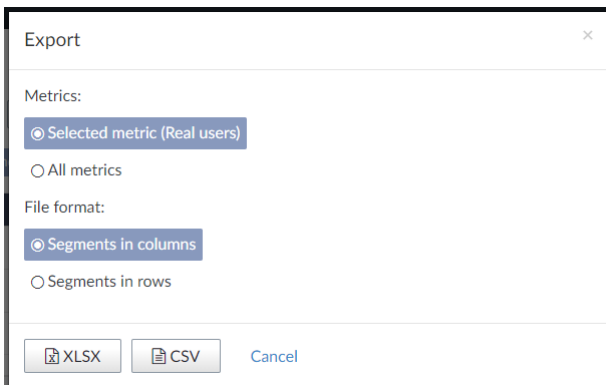 Export
Metrics:
Selected metric (Real users)
All metrics
File format:
Segments in columns
Segments in rows
XLSX CSV Cancel